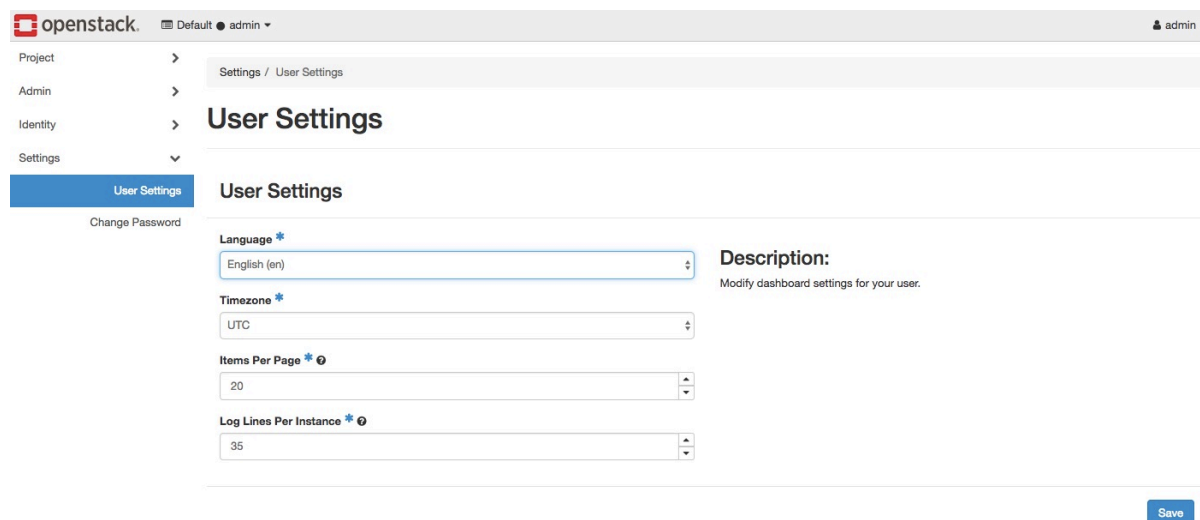 openstack. Default ● admin admin
Project
Admin
Identity
Settings
User Settings
Change Password
Settings / User Settings
User Settings
User Settings
Language *
English (en)
Timezone *
UTC
Items Per Page * ?
20
Log Lines Per Instance * ?
35
Description:
Modify dashboard settings for your user.
Save